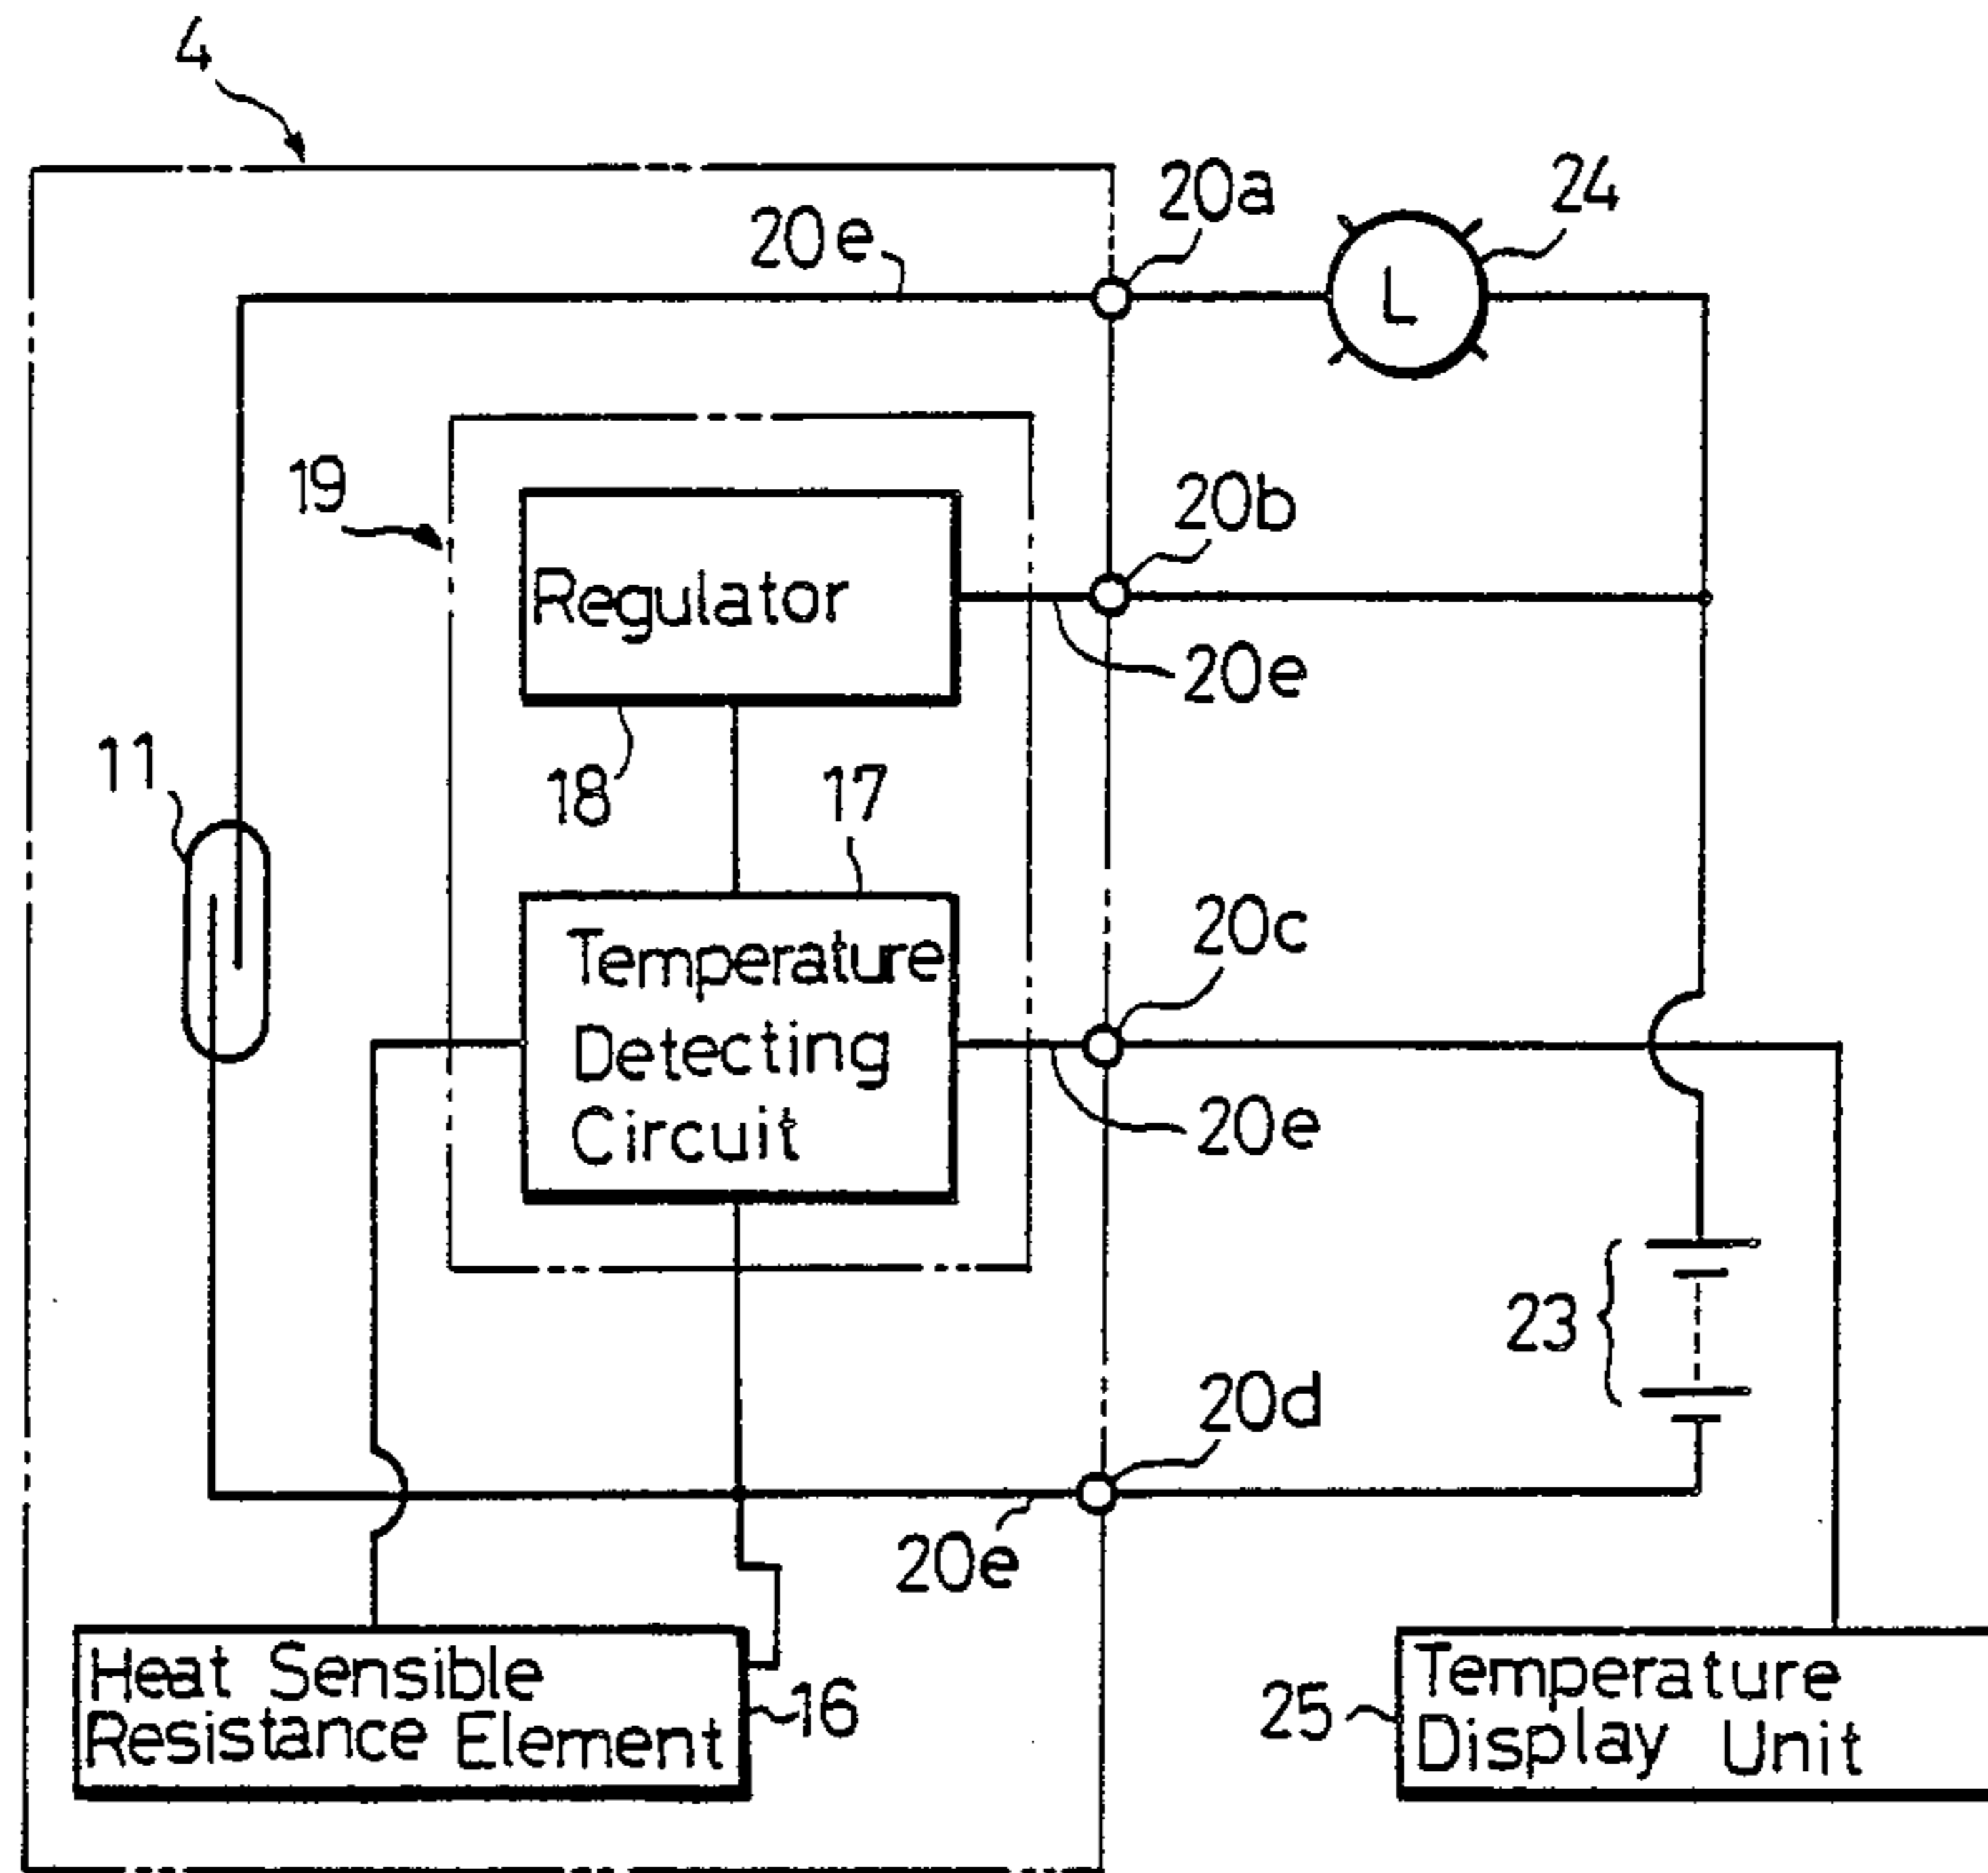 4
20a
24
20e
L
19
20b
Regulator
20e
11
18
17
20c
Temperature
Detecting
Circuit
20e
23
20d
20e
Heat Sensible
Resistance Element
16
25
Temperature
Display Unit